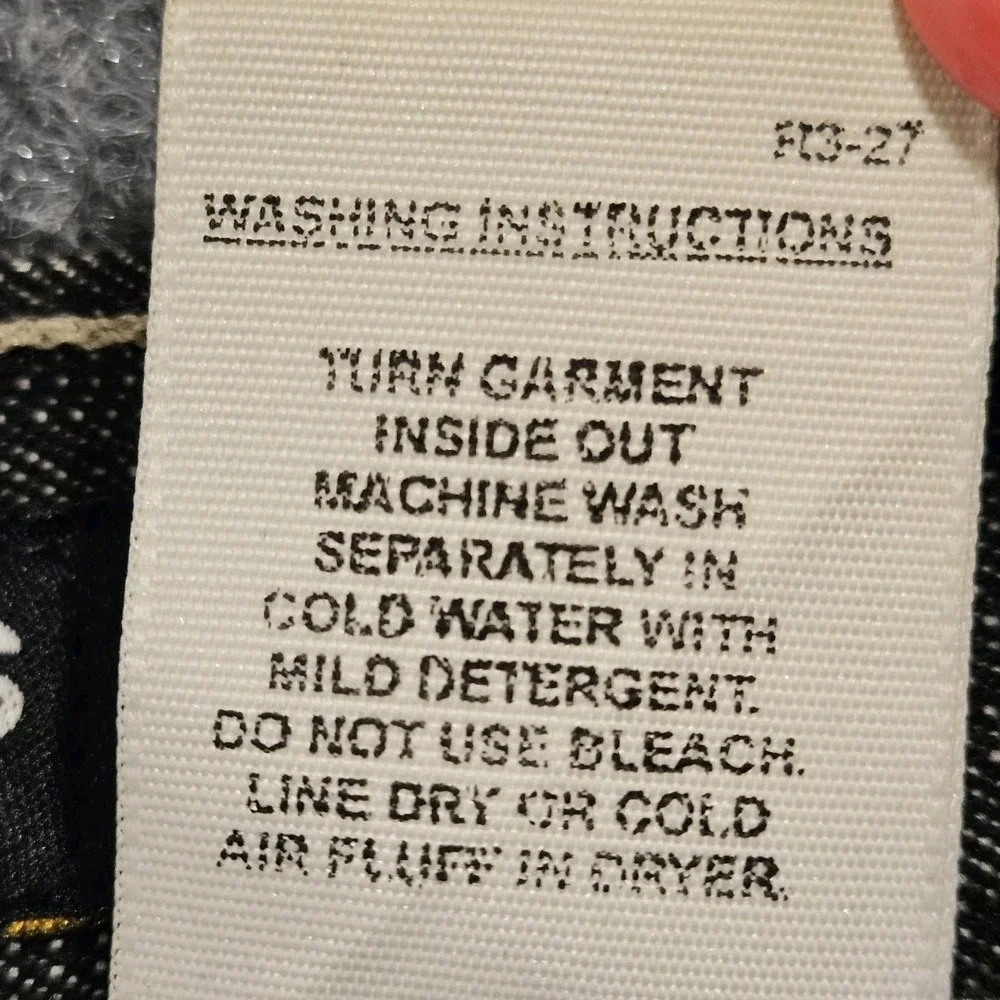 R3-27
WASHING INSTRUCTIONS
TURN GARMENT
INSIDE OUT
MACHINE WASH
SEPARATELY IN
COLD WATER WITH
MILD DETERGENT.
DO NOT USE BLEACH.
LINE DRY OR COLD
AIR FLUFF IN DRYER.